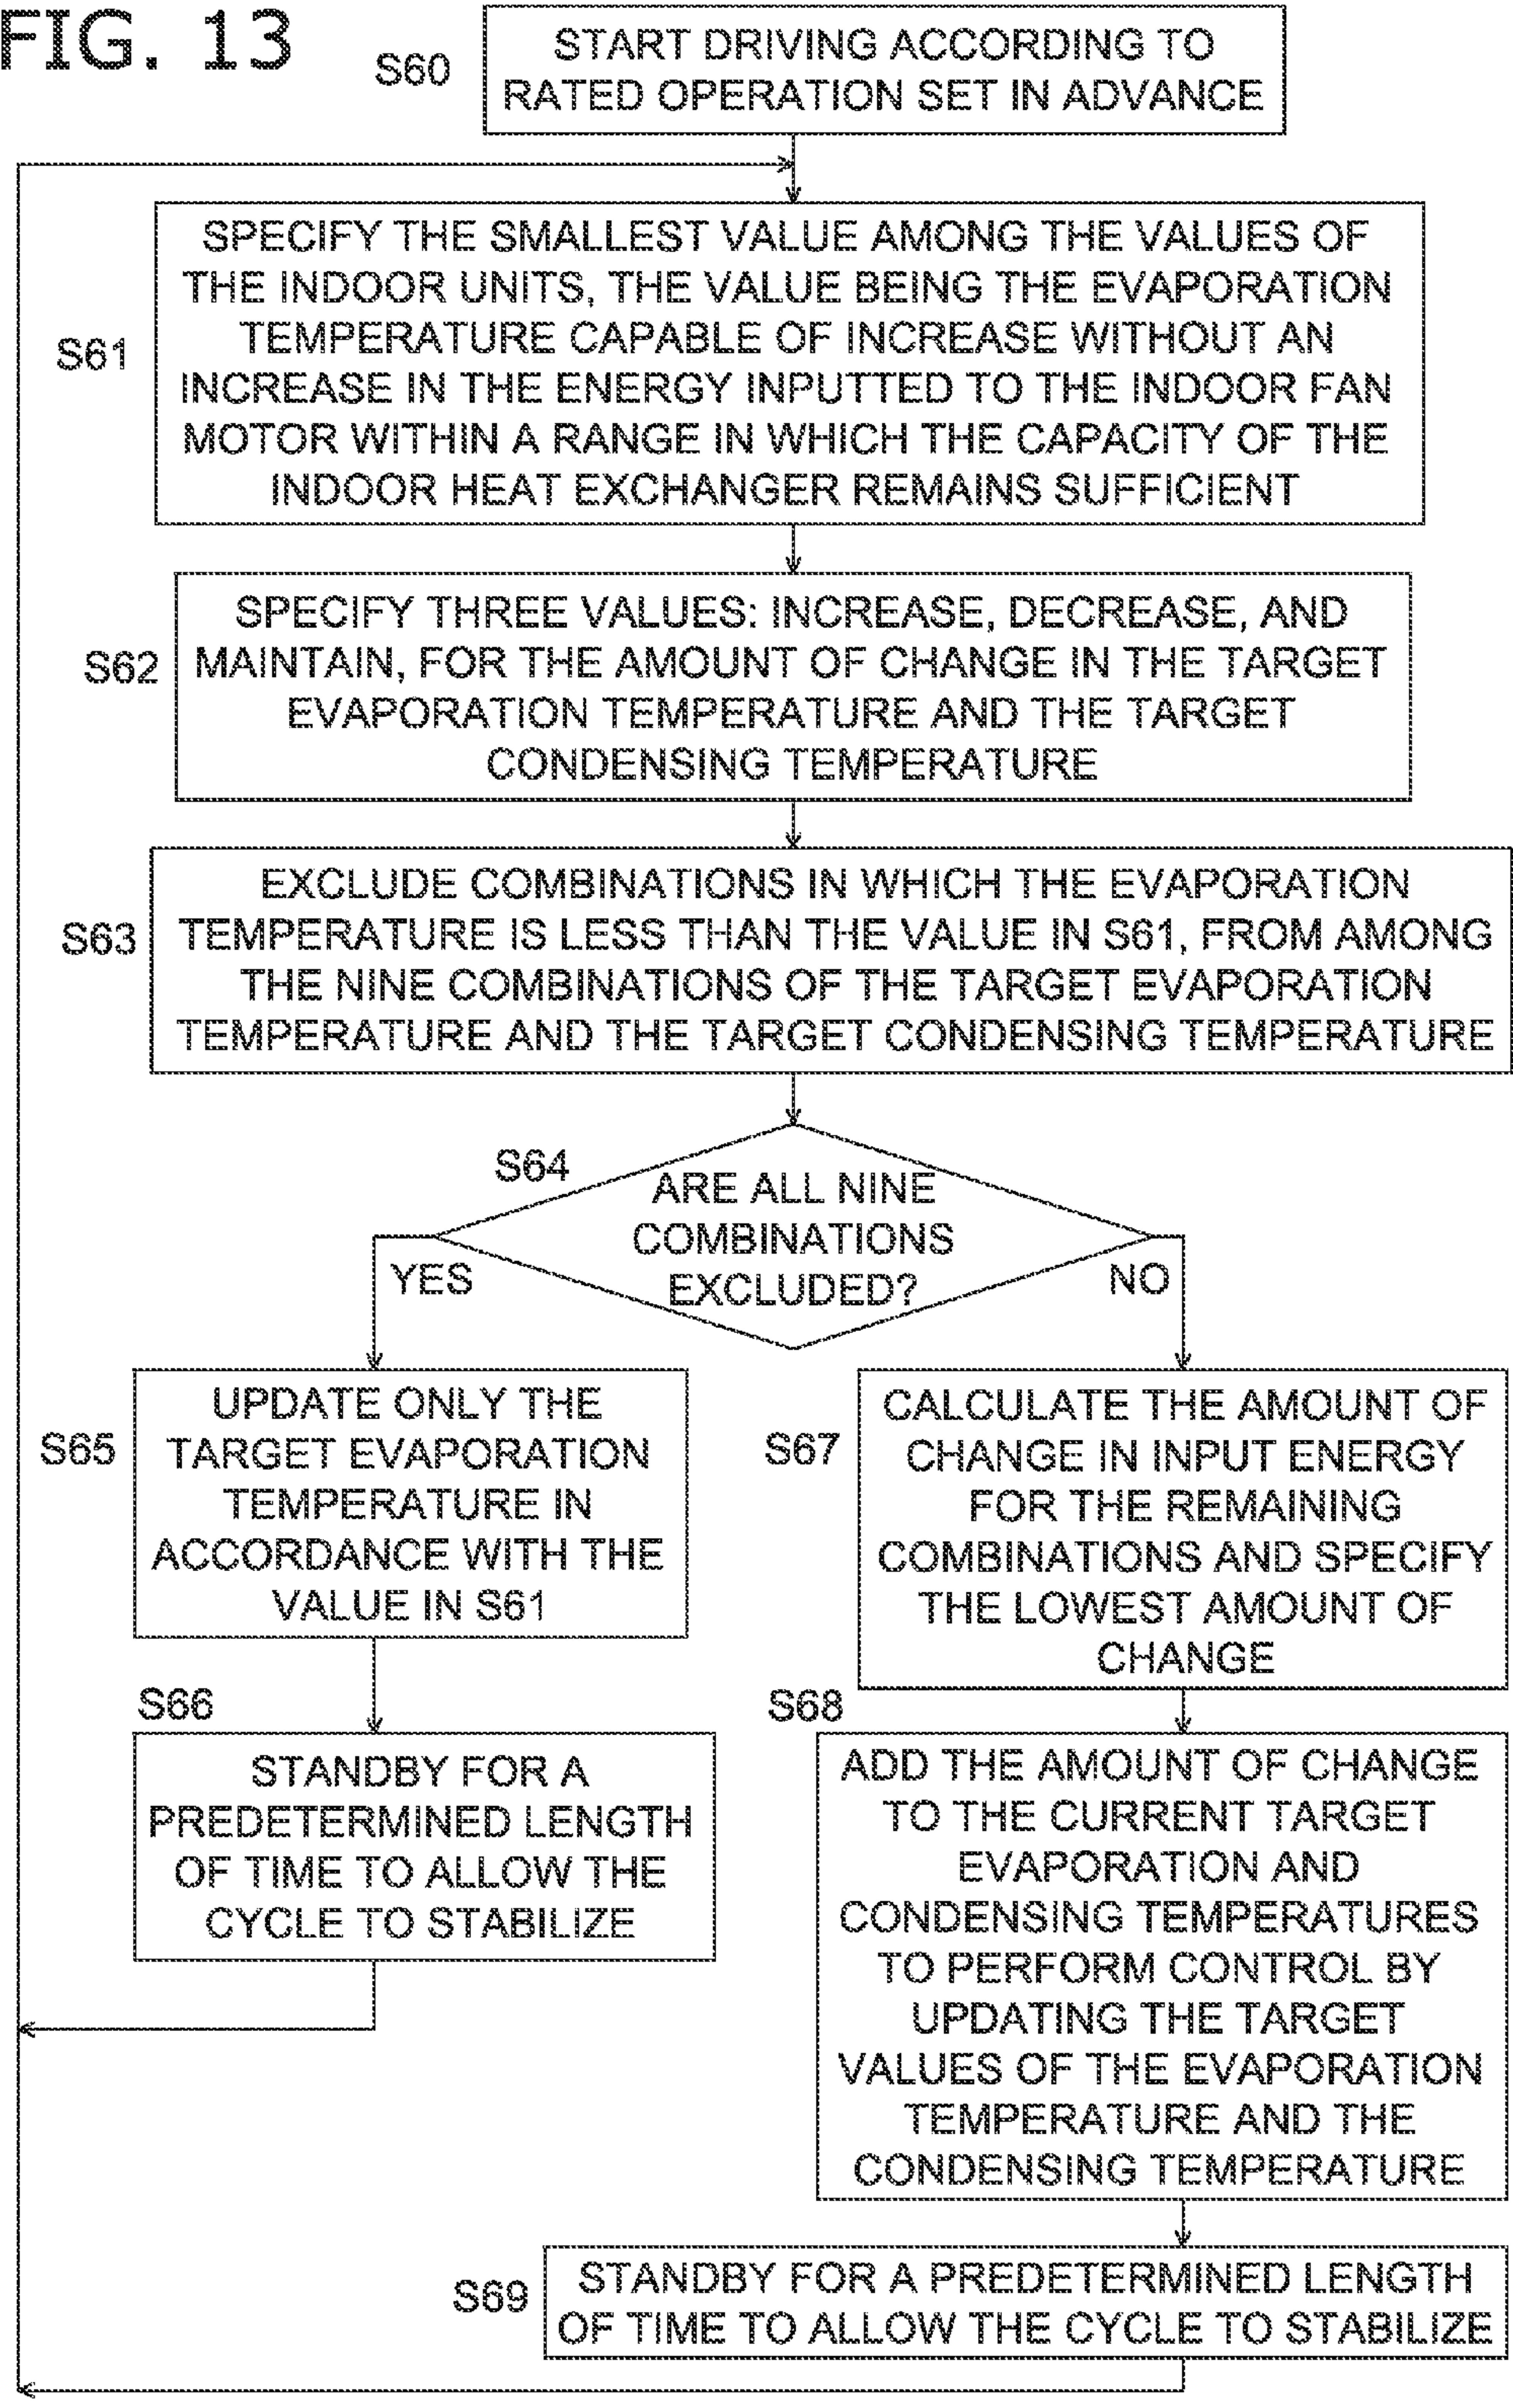 FIG. 13
S60
START DRIVING ACCORDING TO
RATED OPERATION SET IN ADVANCE
S61
SPECIFY THE SMALLEST VALUE AMONG THE VALUES OF
THE INDOOR UNITS, THE VALUE BEING THE EVAPORATION
TEMPERATURE CAPABLE OF INCREASE WITHOUT AN
INCREASE IN THE ENERGY INPUTTED TO THE INDOOR FAN
MOTOR WITHIN A RANGE IN WHICH THE CAPACITY OF THE
INDOOR HEAT EXCHANGER REMAINS SUFFICIENT
S62
SPECIFY THREE VALUES: INCREASE, DECREASE, AND
MAINTAIN, FOR THE AMOUNT OF CHANGE IN THE TARGET
EVAPORATION TEMPERATURE AND THE TARGET
CONDENSING TEMPERATURE
S63
EXCLUDE COMBINATIONS IN WHICH THE EVAPORATION
TEMPERATURE IS LESS THAN THE VALUE IN S61, FROM AMONG
THE NINE COMBINATIONS OF THE TARGET EVAPORATION
TEMPERATURE AND THE TARGET CONDENSING TEMPERATURE
S64
ARE ALL NINE
COMBINATIONS
EXCLUDED?
YES
NO
S65
UPDATE ONLY THE
TARGET EVAPORATION
TEMPERATURE IN
ACCORDANCE WITH THE
VALUE IN S61
S66
STANDBY FOR A
PREDETERMINED LENGTH
OF TIME TO ALLOW THE
CYCLE TO STABILIZE
S67
CALCULATE THE AMOUNT OF
CHANGE IN INPUT ENERGY
FOR THE REMAINING
COMBINATIONS AND SPECIFY
THE LOWEST AMOUNT OF
CHANGE
S68
ADD THE AMOUNT OF CHANGE
TO THE CURRENT TARGET
EVAPORATION AND
CONDENSING TEMPERATURES
TO PERFORM CONTROL BY
UPDATING THE TARGET
VALUES OF THE EVAPORATION
TEMPERATURE AND THE
CONDENSING TEMPERATURE
S69
STANDBY FOR A PREDETERMINED LENGTH
OF TIME TO ALLOW THE CYCLE TO STABILIZE